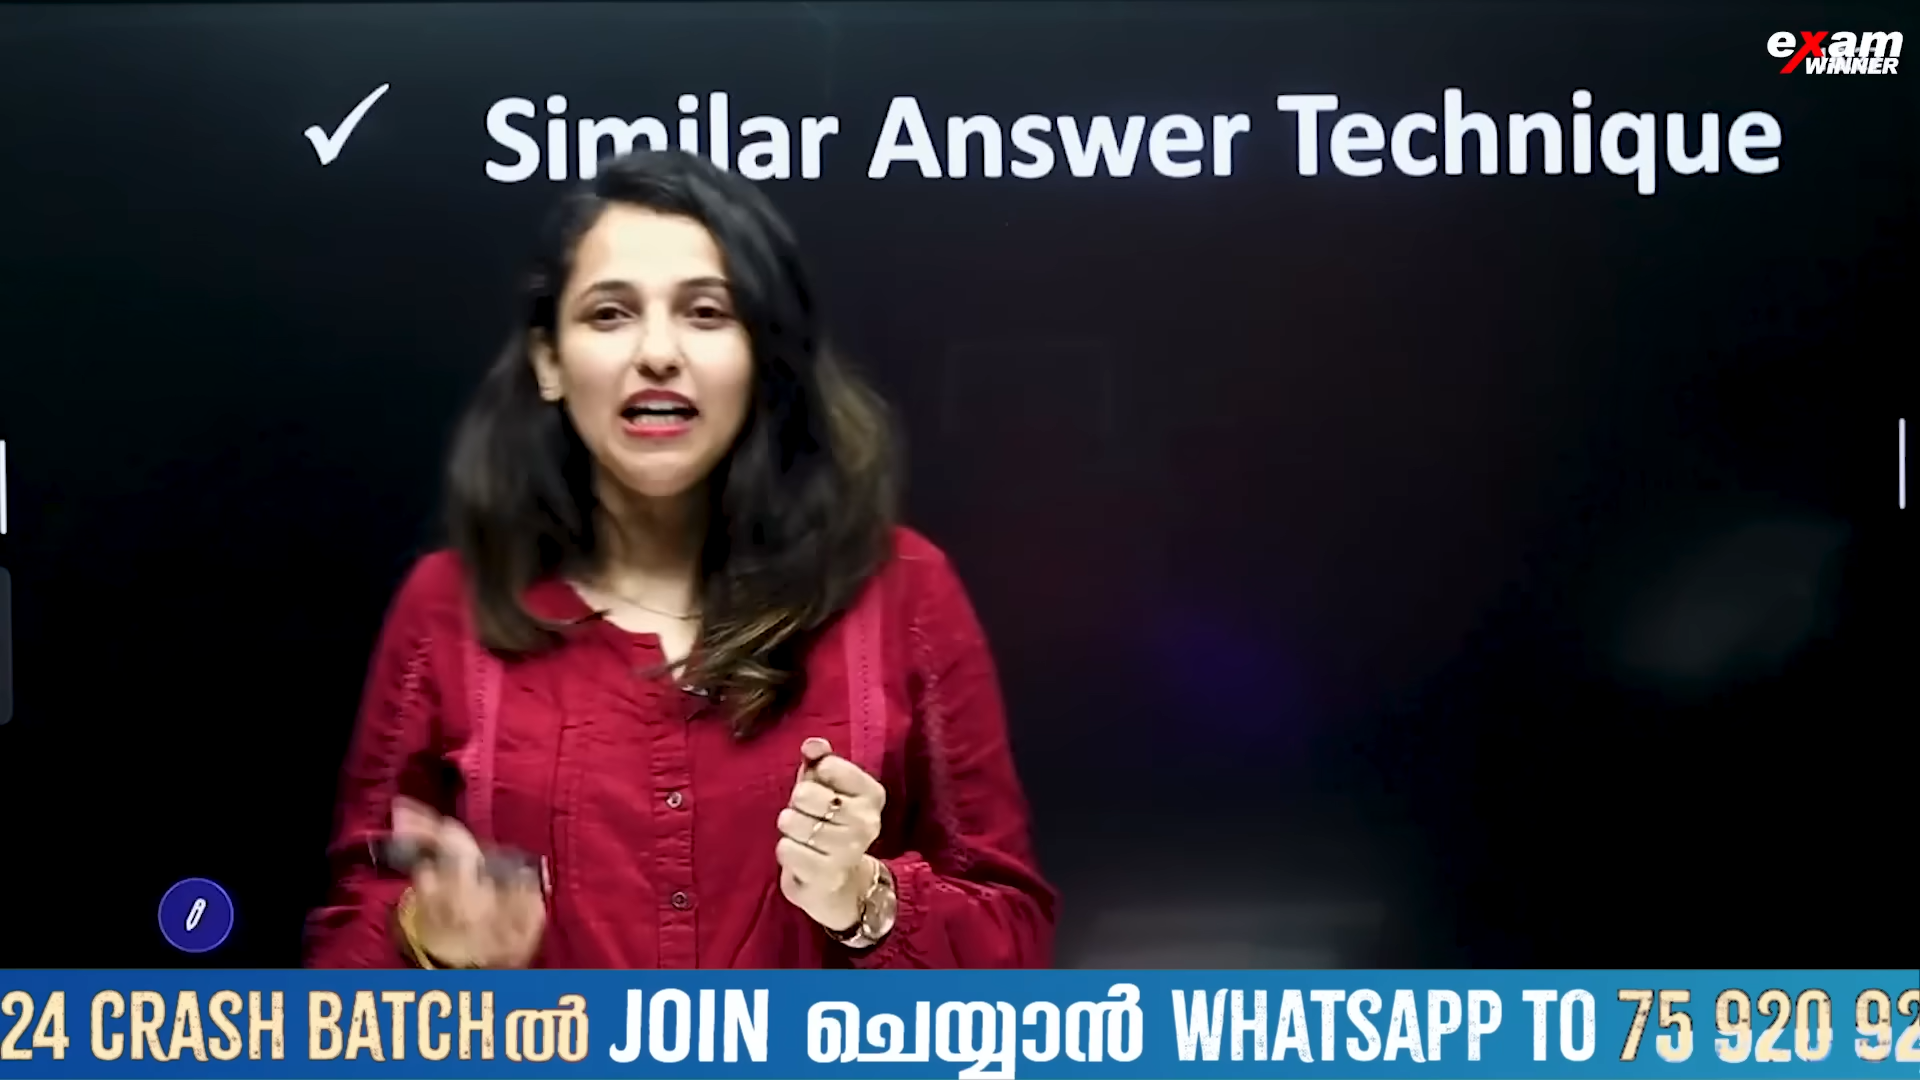 exam
WINNER
✓ Similar Answer Technique
24 CRASH BATCHൽ JOIN ചെയ്യാൻ WHATSAPP TO 75 920 92